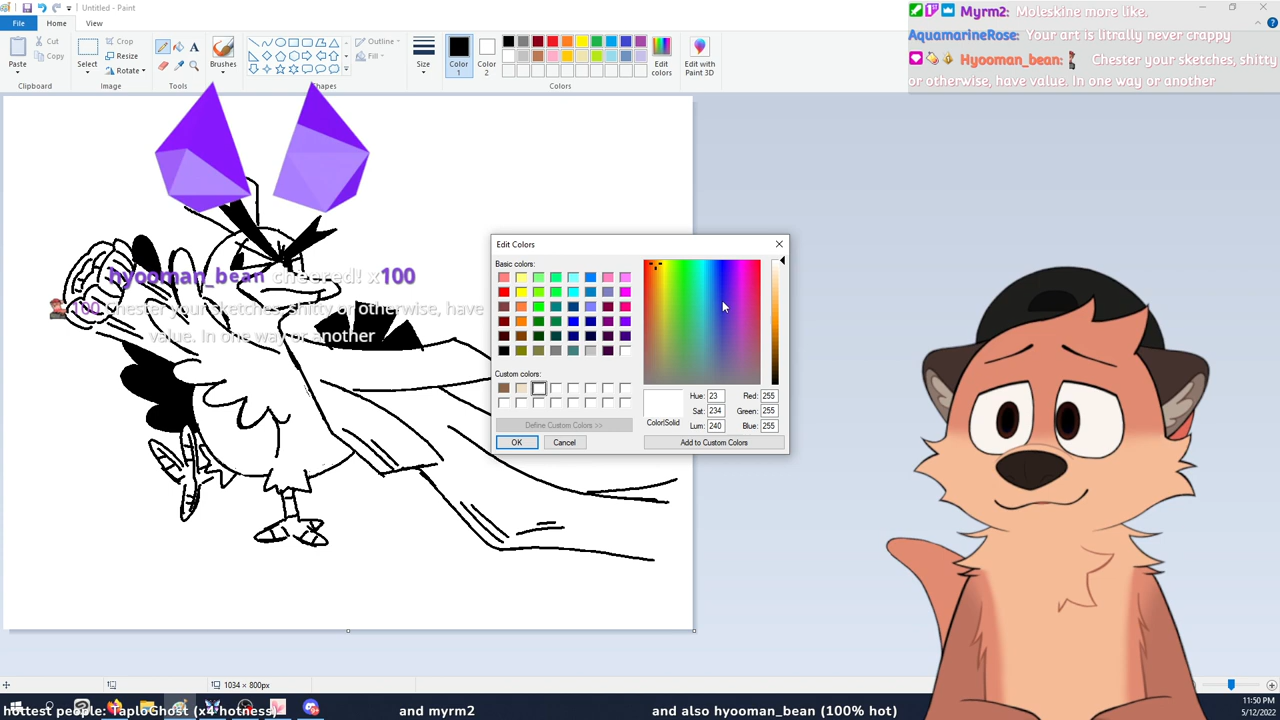 Untitled - Paint
File
Home
View
Paste
Cut
Copy
Clipboard
Select
Crop
Resize
Rotate
Image
Tools
Brushes
Shapes
Outline
Fill
Size
Color 1
Color 2
Edit colors
Colors
Edit with Paint 3D
Myrm2: Moleskine more like.
AquamarineRose: Your art is litrally never crappy
Hyooman_bean: Chester your sketches, shitty
or otherwise, have value. In one way or another
hyooman_bean cheered! x100
100 Chester your sketches, shitty or otherwise, have
value. In one way or another
Edit Colors
Basic colors:
Custom colors:
Define Custom Colors >>
OK
Cancel
Color|Solid
Hue: 23
Sat: 234
Lum: 240
Red: 255
Green: 255
Blue: 255
Add to Custom Colors
1034 × 800px
hottest people: TaploGhost (x4 hotness)
and myrm2
and also hyooman_bean (100% hot)
11:50 PM
5/12/2022